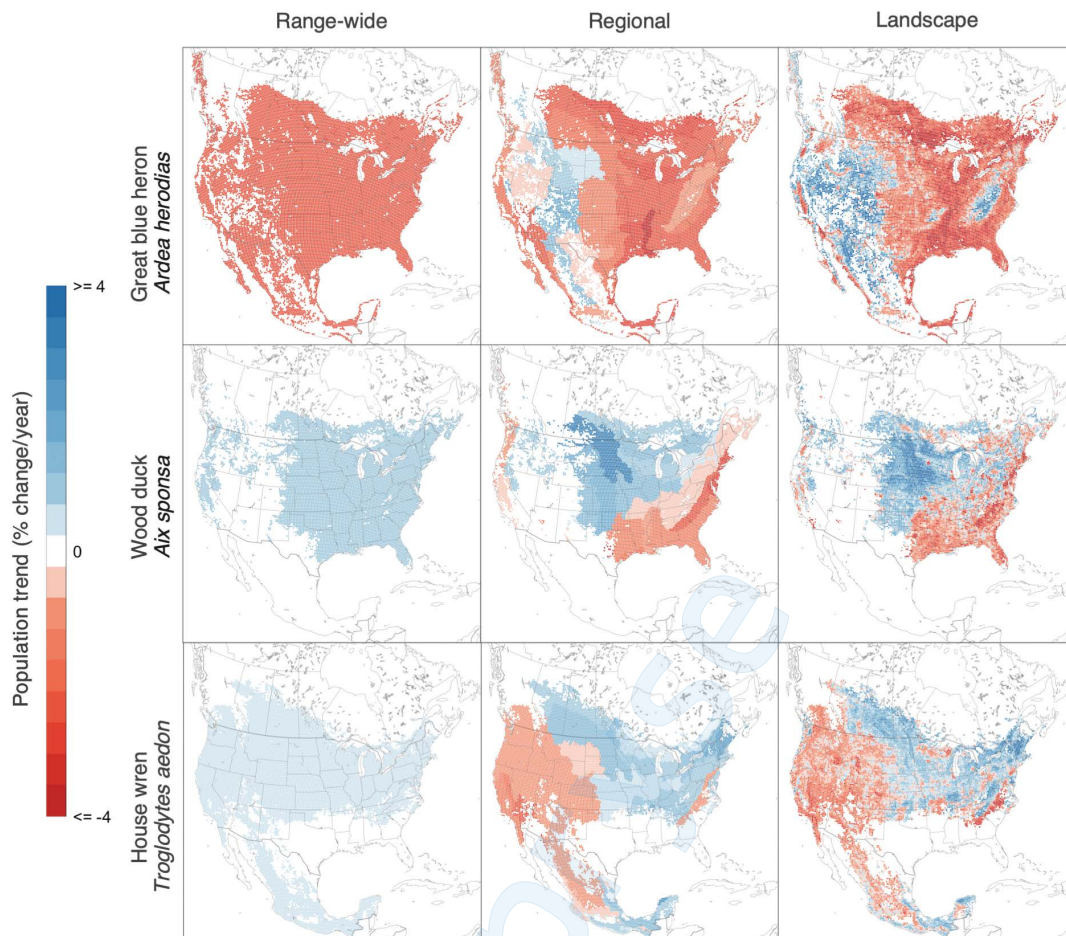 Range-wide
Regional
Landscape
Great blue heron
Ardea herodias
Wood duck
Aix sponsa
House wren
Troglodytes aedon
Population trend (% change/year)
>= 4
0
<= -4